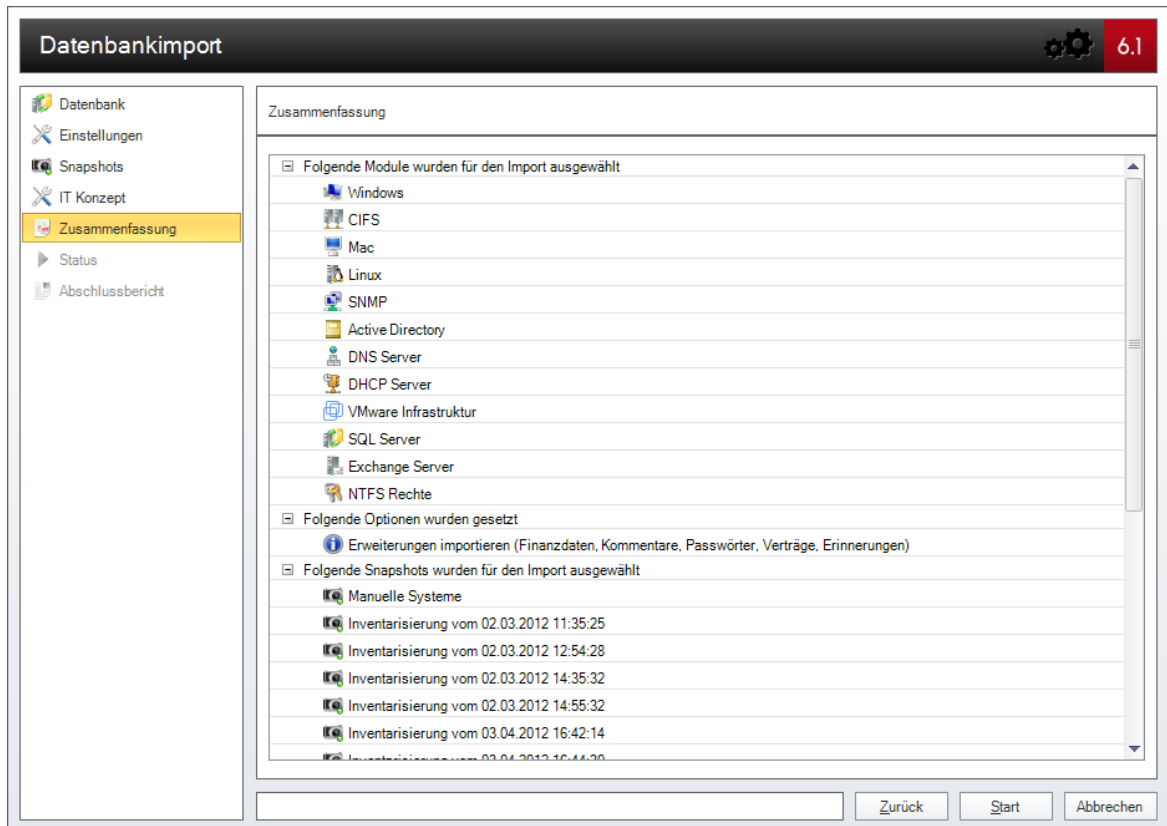 Datenbankimport
6.1
Datenbank
Einstellungen
Snapshots
IT Konzept
Zusammenfassung
Status
Abschlussbericht
Zusammenfassung
Folgende Module wurden für den Import ausgewählt
Windows
CIFS
Mac
Linux
SNMP
Active Directory
DNS Server
DHCP Server
VMware Infrastruktur
SQL Server
Exchange Server
NTFS Rechte
Folgende Optionen wurden gesetzt
Erweiterungen importieren (Finanzdaten, Kommentare, Passwörter, Verträge, Erinnerungen)
Folgende Snapshots wurden für den Import ausgewählt
Manuelle Systeme
Inventarisierung vom 02.03.2012 11:35:25
Inventarisierung vom 02.03.2012 12:54:28
Inventarisierung vom 02.03.2012 14:35:32
Inventarisierung vom 02.03.2012 14:55:32
Inventarisierung vom 03.04.2012 16:42:14
Inventarisierung vom 03.04.2012
Zurück
Start
Abbrechen